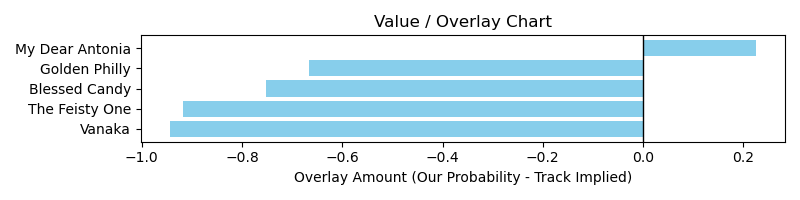 Value / Overlay Chart
My Dear Antonia
Golden Philly
Blessed Candy
The Feisty One
Vanaka
−1.0 −0.8 −0.6 −0.4 −0.2 0.0 0.2
Overlay Amount (Our Probability - Track Implied)